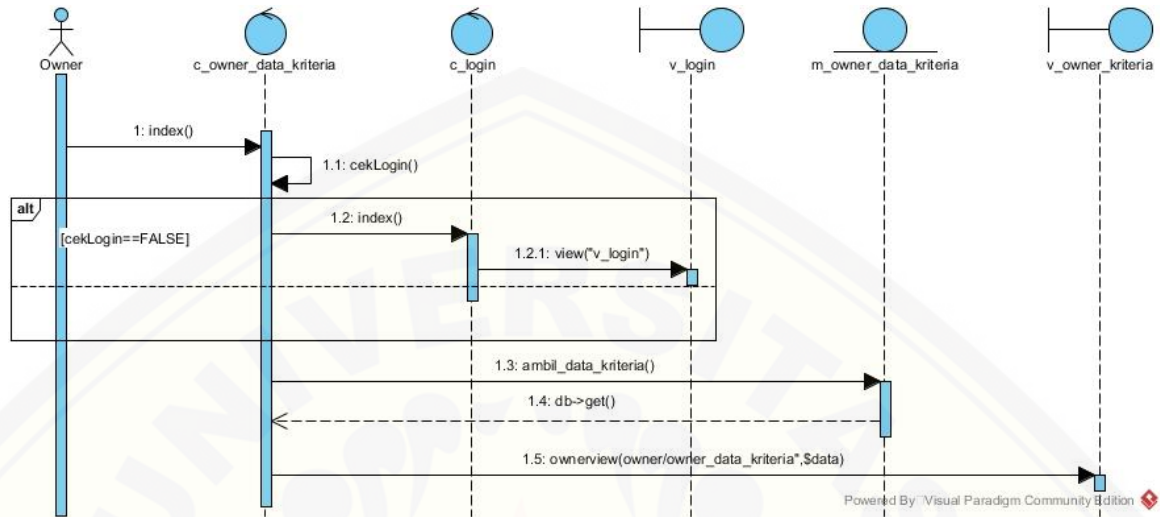 Owner
c_owner_data_kriteria
c_login
v_login
m_owner_data_kriteria
v_owner_kriteria
1: index()
1.1: cekLogin()
alt
[cekLogin==FALSE]
1.2: index()
1.2.1: view("v_login")
1.3: ambil_data_kriteria()
1.4: db->get()
1.5: ownerview(owner/owner_data_kriteria",$data)
Powered By Visual Paradigm Community Edition
UNIVERSITA